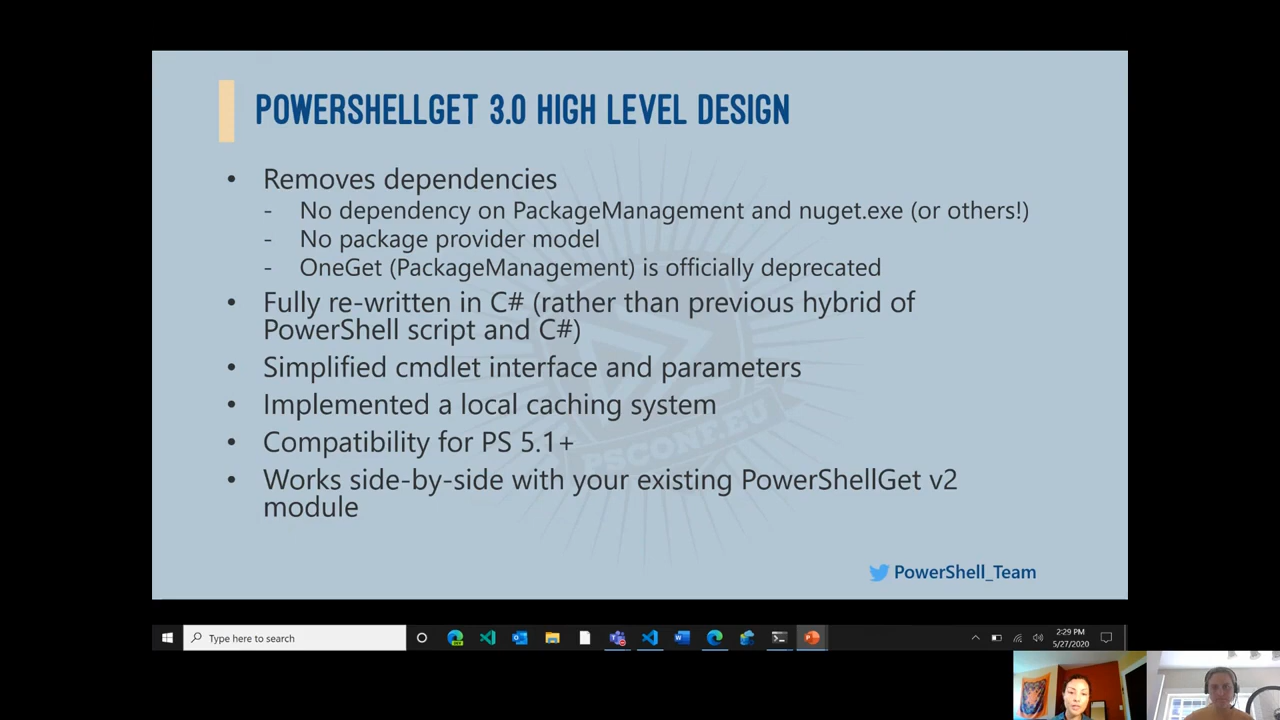 POWERSHELLGET 3.0 HIGH LEVEL DESIGN
• Removes dependencies
- No dependency on PackageManagement and nuget.exe (or others!)
- No package provider model
- OneGet (PackageManagement) is officially deprecated
• Fully re-written in C# (rather than previous hybrid of
PowerShell script and C#)
• Simplified cmdlet interface and parameters
• Implemented a local caching system
• Compatibility for PS 5.1+
• Works side-by-side with your existing PowerShellGet v2
module
PSCONF.EU
PowerShell_Team
Type here to search
2:29 PM
5/27/2020